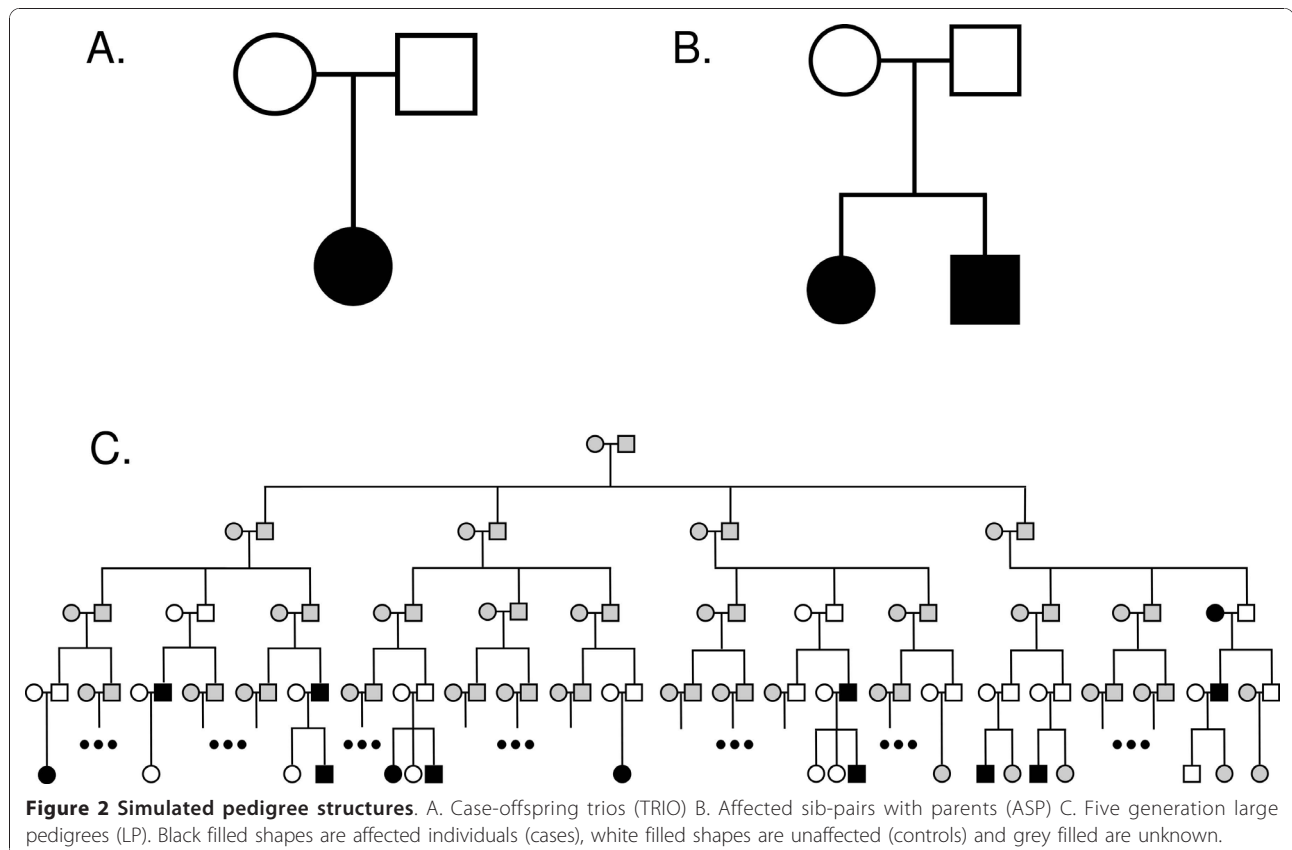 A.
B.
C.
Figure 2 Simulated pedigree structures. A. Case-offspring trios (TRIO) B. Affected sib-pairs with parents (ASP) C. Five generation large
pedigrees (LP). Black filled shapes are affected individuals (cases), white filled shapes are unaffected (controls) and grey filled are unknown.